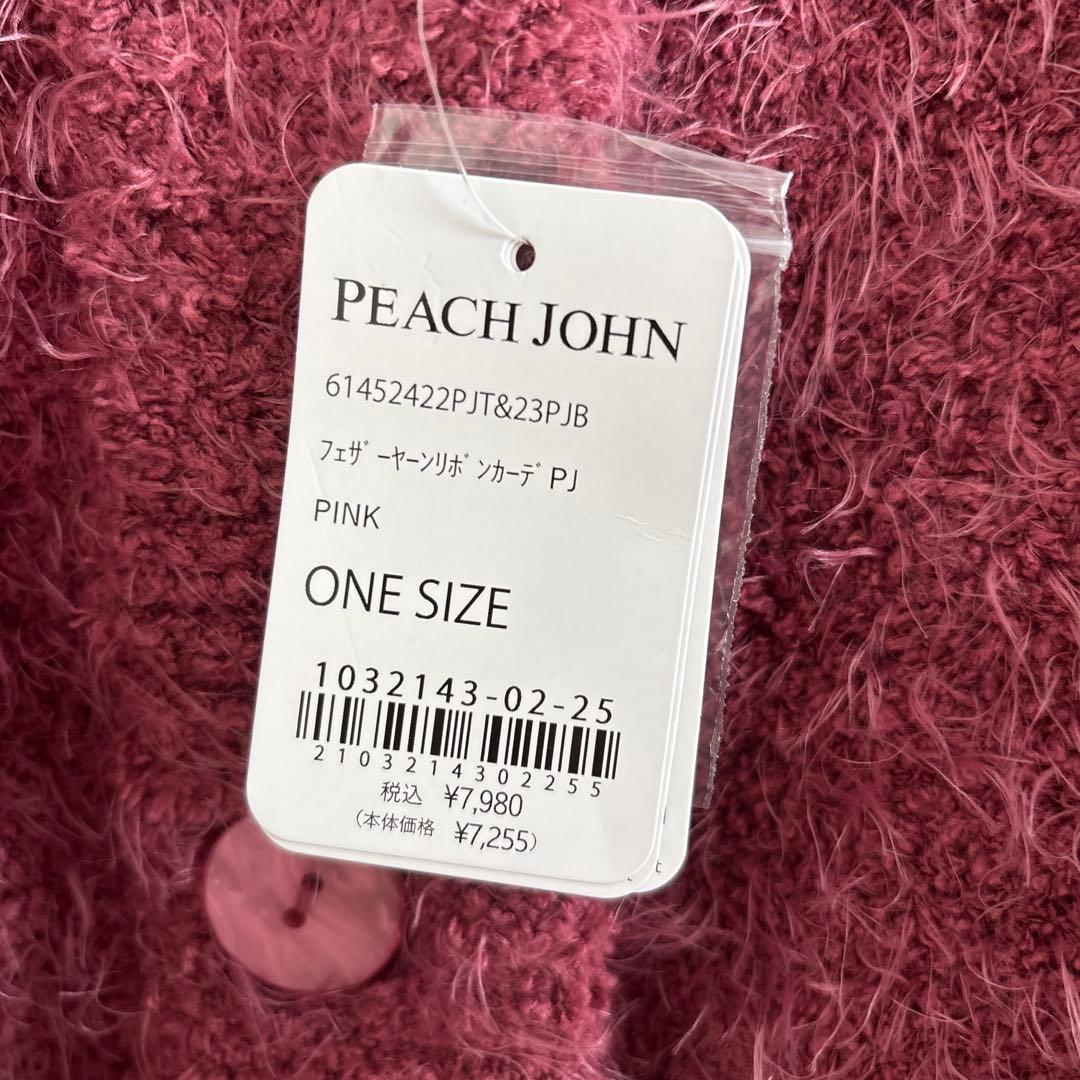 PEACH JOHN
61452422PJT&23PJB
ﾌｪｻﾞｰﾔｰﾝﾘﾎﾞﾝｶｰﾃﾞPJ
PINK
ONE SIZE
1032143-02-25
2103214302255
税込 ¥7,980
(本体価格 ¥7,255)